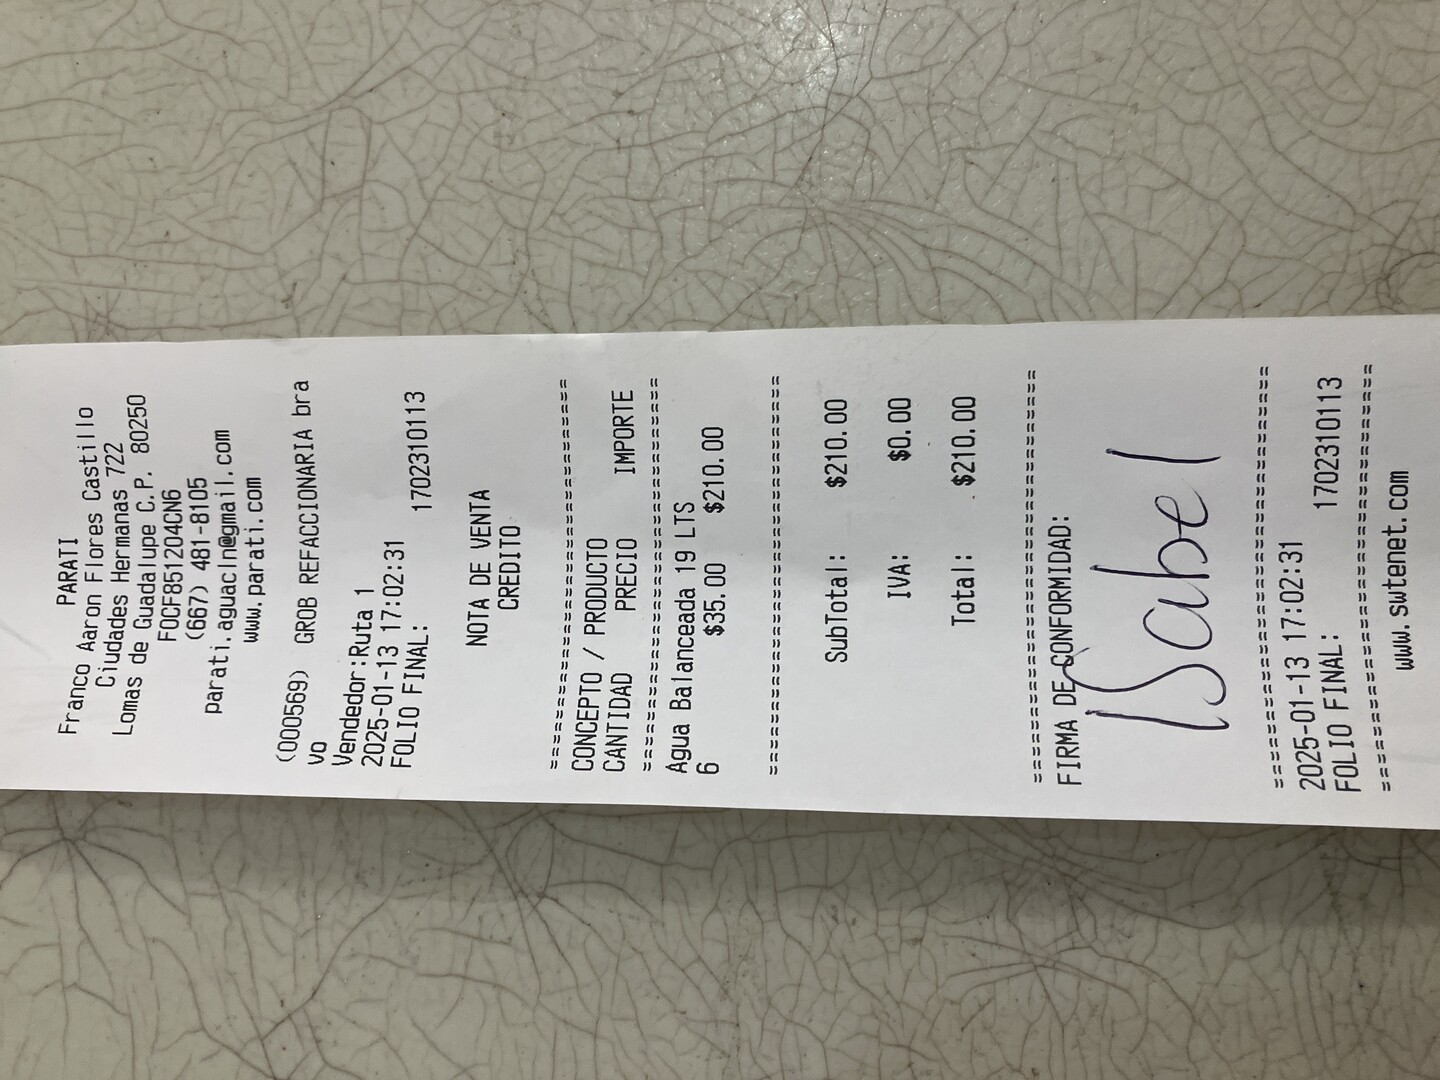 PARATI
Franco Aaron Flores Castillo
Ciudades Hermanas 722
Lomas de Guadalupe C.P. 80250
FOCF851204CN6
(667) 481-8105
parati.aguacln@gmail.com
www.parati.com
(000569) GROB REFACCIONARIA bra
vo
Vendedor:Ruta 1
2025-01-13 17:02:31
FOLIO FINAL: 1702310113
NOTA DE VENTA
CREDITO
==============================
CONCEPTO / PRODUCTO
CANTIDAD PRECIO IMPORTE
==============================
Agua Balanceada 19 LTS
6 $35.00 $210.00
==============================
SubTotal: $210.00
IVA: $0.00
Total: $210.00
==============================
FIRMA DE CONFORMIDAD:
Isabel
==============================
2025-01-13 17:02:31
FOLIO FINAL: 1702310113
==============================
www.swtenet.com